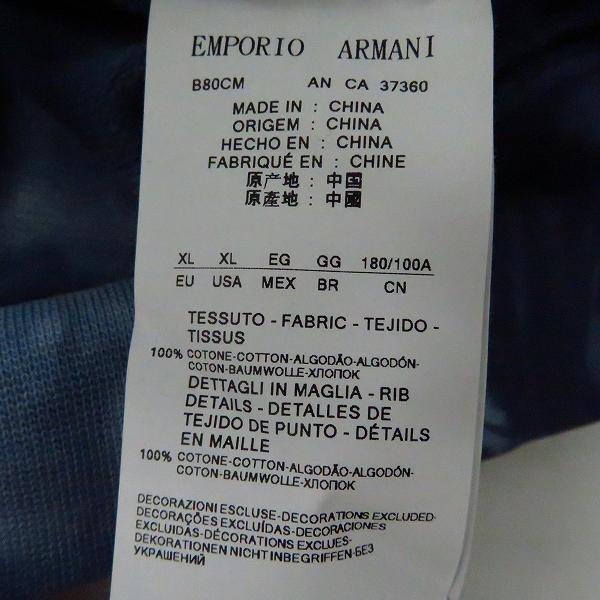 EMPORIO ARMANI
B80CM AN CA 37360
MADE IN : CHINA
ORIGEM : CHINA
HECHO EN : CHINA
FABRIQUÉ EN : CHINE
原产地 : 中国
原產地 : 中國
XL XL EG GG 180/100A
EU USA MEX BR CN
TESSUTO - FABRIC - TEJIDO -
TISSUS
100% COTONE-COTTON-ALGODÃO-ALGODÓN-
COTON-BAUMWOLLE-ХЛОПОК
DETTAGLI IN MAGLIA - RIB
DETAILS - DETALLES DE
TEJIDO DE PUNTO - DÉTAILS
EN MAILLE
100% COTONE-COTTON-ALGODÃO-ALGODÓN-
COTON-BAUMWOLLE-ХЛОПОК
DECORAZIONI ESCLUSE-DECORATIONS EXCLUDED-
DECORAÇÕES EXCLUÍDAS-DECORACIONES
EXCLUIDAS-DÉCORATIONS EXCLUES-
DEKORATIONEN NICHT INBEGRIFFEN-БЕЗ
УКРАШЕНИЙ